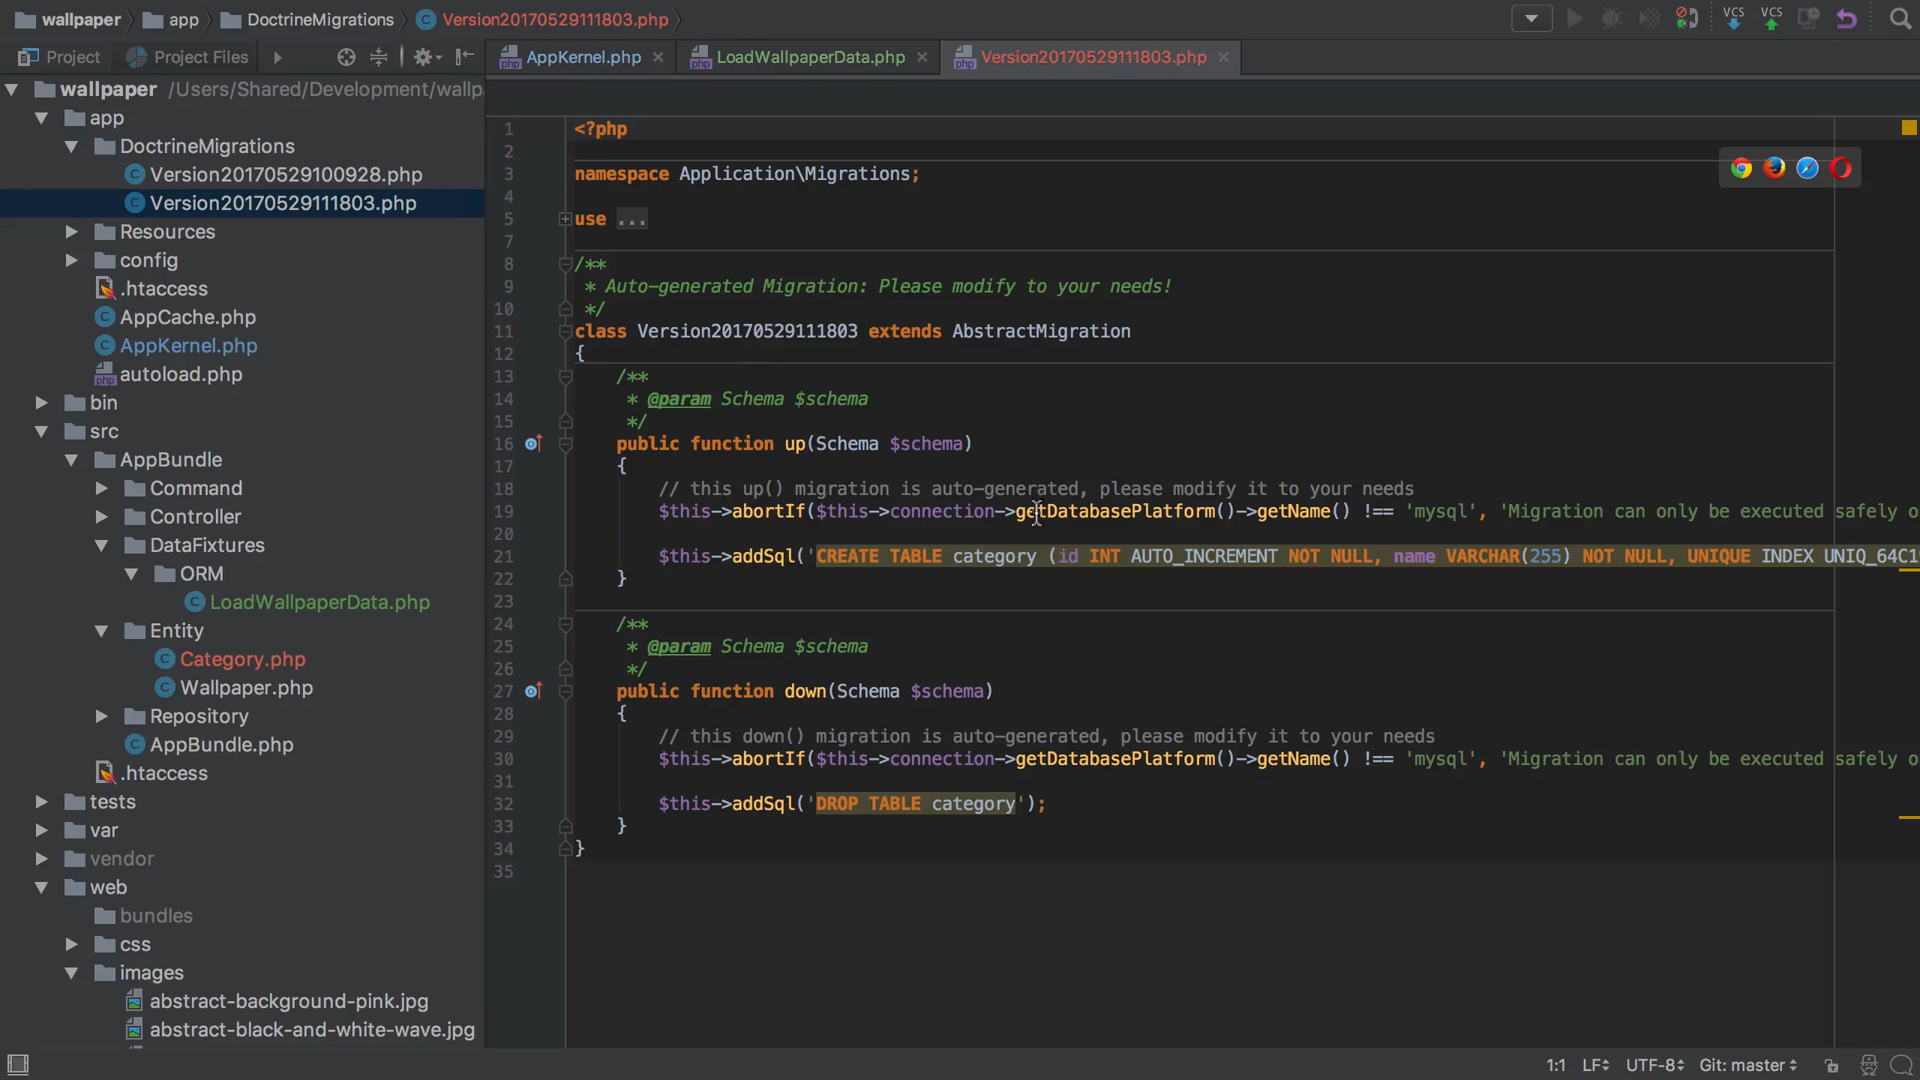 wallpaper app DoctrineMigrations Version20170529111803.php
VCS VCS
Project Project Files
AppKernel.php LoadWallpaperData.php Version20170529111803.php
wallpaper /Users/Shared/Development/wallp
app
DoctrineMigrations
Version20170529100928.php
Version20170529111803.php
Resources
config
.htaccess
AppCache.php
AppKernel.php
autoload.php
bin
src
AppBundle
Command
Controller
DataFixtures
ORM
LoadWallpaperData.php
Entity
Category.php
Wallpaper.php
Repository
AppBundle.php
.htaccess
tests
var
vendor
web
bundles
css
images
abstract-background-pink.jpg
abstract-black-and-white-wave.jpg
1 <?php
2
3 namespace Application\Migrations;
4
5 use ...
7
8 /**
9 * Auto-generated Migration: Please modify to your needs!
10 */
11 class Version20170529111803 extends AbstractMigration
12 {
13 /**
14 * @param Schema $schema
15 */
16 public function up(Schema $schema)
17 {
18 // this up() migration is auto-generated, please modify it to your needs
19 $this->abortIf($this->connection->getDatabasePlatform()->getName() !== 'mysql', 'Migration can only be executed safely o
20
21 $this->addSql('CREATE TABLE category (id INT AUTO_INCREMENT NOT NULL, name VARCHAR(255) NOT NULL, UNIQUE INDEX UNIQ_64C1
22 }
23
24 /**
25 * @param Schema $schema
26 */
27 public function down(Schema $schema)
28 {
29 // this down() migration is auto-generated, please modify it to your needs
30 $this->abortIf($this->connection->getDatabasePlatform()->getName() !== 'mysql', 'Migration can only be executed safely o
31
32 $this->addSql('DROP TABLE category');
33 }
34 }
35
1:1 LF UTF-8 Git: master